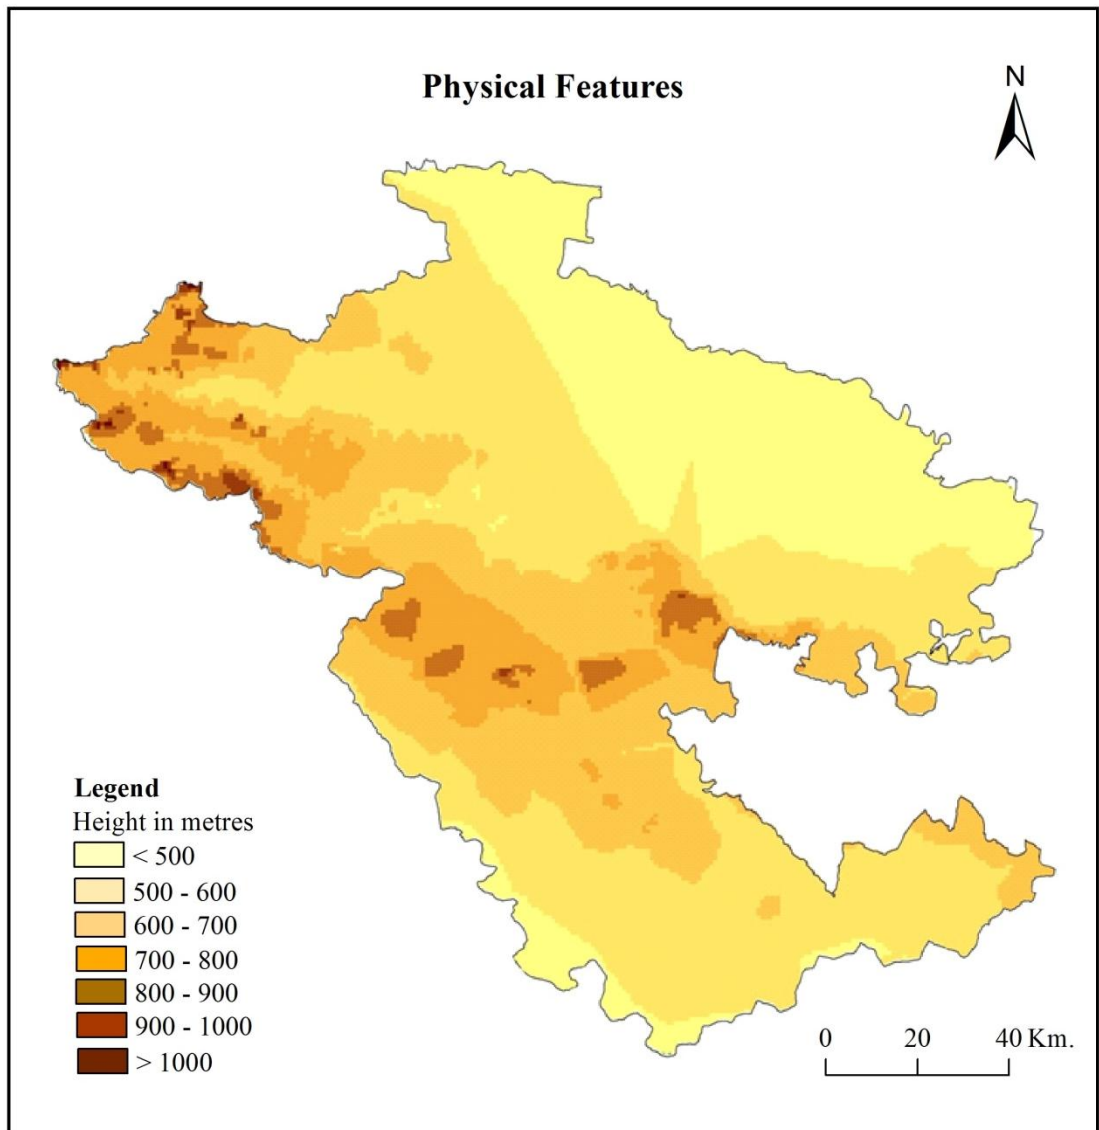 Physical Features
N
Legend
Height in metres
< 500
500 - 600
600 - 700
700 - 800
800 - 900
900 - 1000
> 1000
0 20 40 Km.